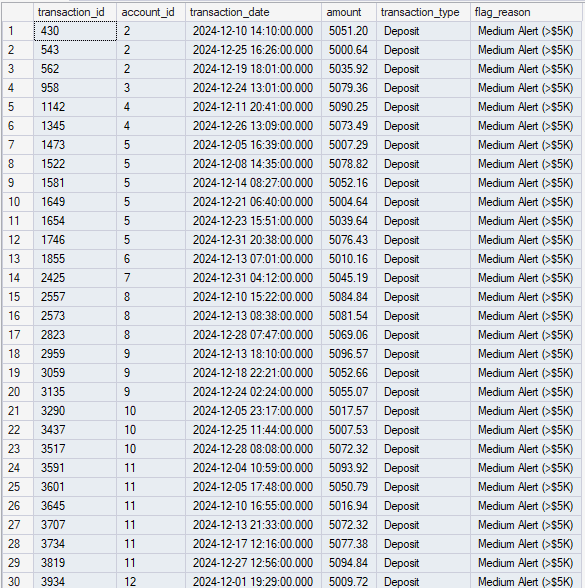 transaction_id account_id transaction_date amount transaction_type flag_reason
1 430 2 2024-12-10 14:10:00.000 5051.20 Deposit Medium Alert (>$5K)
2 543 2 2024-12-25 16:26:00.000 5000.64 Deposit Medium Alert (>$5K)
3 562 2 2024-12-19 18:01:00.000 5035.92 Deposit Medium Alert (>$5K)
4 958 3 2024-12-24 13:01:00.000 5079.36 Deposit Medium Alert (>$5K)
5 1142 4 2024-12-11 20:41:00.000 5090.25 Deposit Medium Alert (>$5K)
6 1345 4 2024-12-26 13:09:00.000 5073.49 Deposit Medium Alert (>$5K)
7 1473 5 2024-12-05 16:39:00.000 5007.29 Deposit Medium Alert (>$5K)
8 1522 5 2024-12-08 14:35:00.000 5078.82 Deposit Medium Alert (>$5K)
9 1581 5 2024-12-14 08:27:00.000 5052.16 Deposit Medium Alert (>$5K)
10 1649 5 2024-12-21 06:40:00.000 5004.64 Deposit Medium Alert (>$5K)
11 1654 5 2024-12-23 15:51:00.000 5039.64 Deposit Medium Alert (>$5K)
12 1746 5 2024-12-31 20:38:00.000 5076.43 Deposit Medium Alert (>$5K)
13 1855 6 2024-12-13 07:01:00.000 5010.16 Deposit Medium Alert (>$5K)
14 2425 7 2024-12-31 04:12:00.000 5045.19 Deposit Medium Alert (>$5K)
15 2557 8 2024-12-10 15:22:00.000 5084.84 Deposit Medium Alert (>$5K)
16 2573 8 2024-12-13 08:38:00.000 5081.54 Deposit Medium Alert (>$5K)
17 2823 8 2024-12-28 07:47:00.000 5069.06 Deposit Medium Alert (>$5K)
18 2959 9 2024-12-13 18:10:00.000 5096.57 Deposit Medium Alert (>$5K)
19 3059 9 2024-12-18 22:21:00.000 5052.66 Deposit Medium Alert (>$5K)
20 3135 9 2024-12-24 02:24:00.000 5055.07 Deposit Medium Alert (>$5K)
21 3290 10 2024-12-05 23:17:00.000 5017.57 Deposit Medium Alert (>$5K)
22 3437 10 2024-12-25 11:44:00.000 5007.53 Deposit Medium Alert (>$5K)
23 3517 10 2024-12-28 08:08:00.000 5072.32 Deposit Medium Alert (>$5K)
24 3591 11 2024-12-04 10:59:00.000 5093.92 Deposit Medium Alert (>$5K)
25 3601 11 2024-12-05 17:48:00.000 5050.79 Deposit Medium Alert (>$5K)
26 3645 11 2024-12-10 16:55:00.000 5016.94 Deposit Medium Alert (>$5K)
27 3707 11 2024-12-13 21:33:00.000 5072.32 Deposit Medium Alert (>$5K)
28 3734 11 2024-12-17 12:16:00.000 5077.38 Deposit Medium Alert (>$5K)
29 3819 11 2024-12-27 12:56:00.000 5094.84 Deposit Medium Alert (>$5K)
30 3934 12 2024-12-01 19:29:00.000 5009.72 Deposit Medium Alert (>$5K)